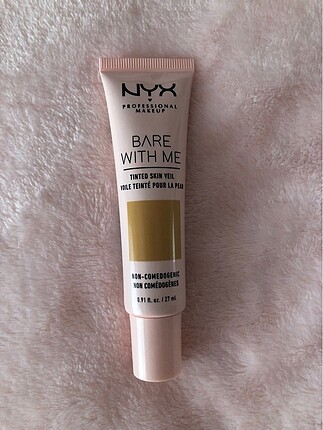 NYX
PROFESSIONAL
MAKEUP
BARE
WITH ME
TINTED SKIN VEIL
VOILE TEINTÉ POUR LA PEAU
NON-COMEDOGENIC
NON COMÉDOGÈNES
0.91 fl. oz. / 27 mL